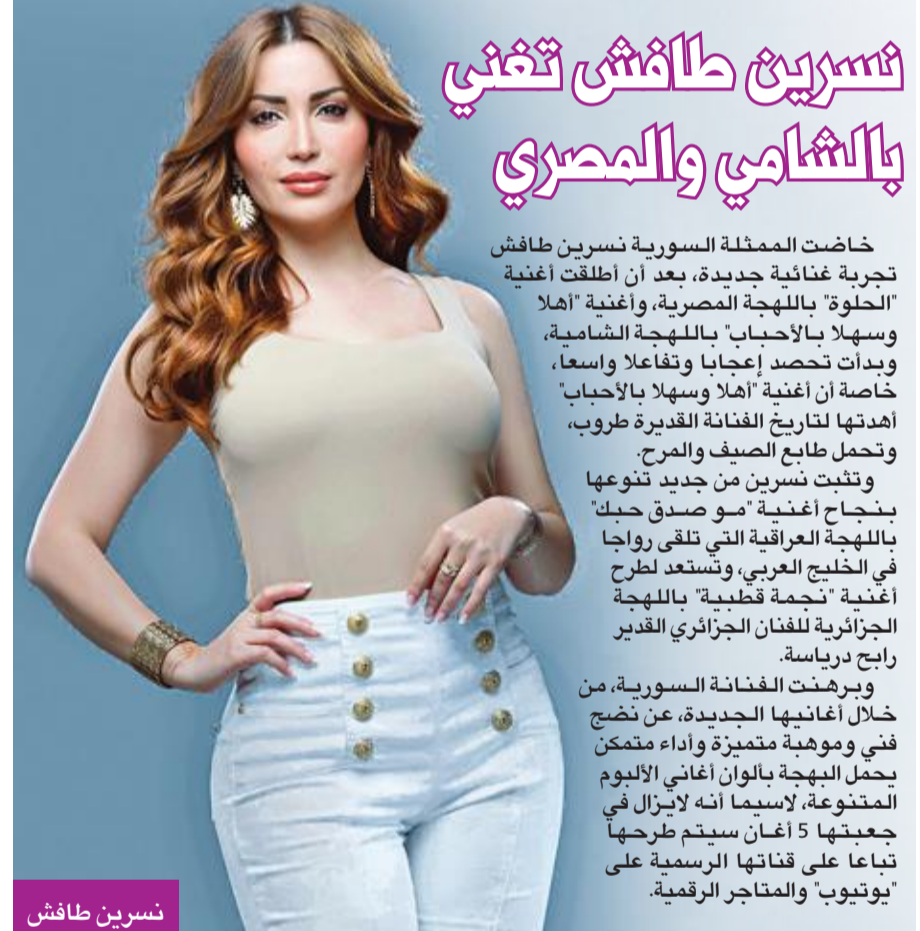 نسرين طافش تغني
بالشامي والمصري
خاضت الممثلة السورية نسرين طافش
تجربة غنائية جديدة، بعد أن أطلقت أغنية
"الحلوة" باللهجة المصرية، وأغنية "أهلا
وسهلا بالأحباب" باللهجة الشامية،
وبدأت تحصد إعجابا وتفاعلا واسعا،
خاصة أن أغنية "أهلا وسهلا بالأحباب"
أهدتها لتاريخ الفنانة القديرة طروب،
وتحمل طابع الصيف والمرح.
وتثبت نسرين من جديد تنوعها
بنجاح أغنية "مو صدق حبك"
باللهجة العراقية التي تلقى رواجا
في الخليج العربي، وتستعد لطرح
أغنية "نجمة قطبية" باللهجة
الجزائرية للفنان الجزائري القدير
رابح درياسة.
وبرهنت الفنانة السورية، من
خلال أغانيها الجديدة، عن نضج
فني وموهبة متميزة وأداء متمكن
يحمل البهجة بألوان أغاني الألبوم
المتنوعة، لاسيما أنه لايزال في
جعبتها 5 أغان سيتم طرحها
تباعا على قناتها الرسمية على
"يوتيوب" والمتاجر الرقمية.
نسرين طافش